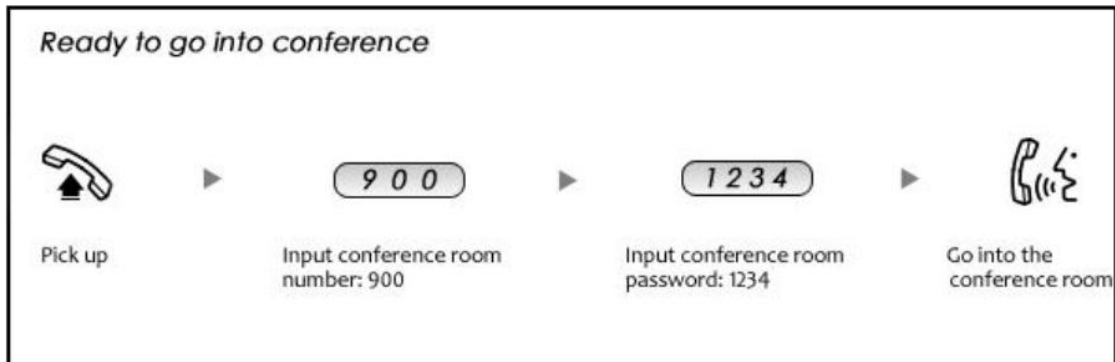 Ready to go into conference
9 0 0
1 2 3 4
Pick up
Input conference room
number: 900
Input conference room
password: 1234
Go into the
conference room